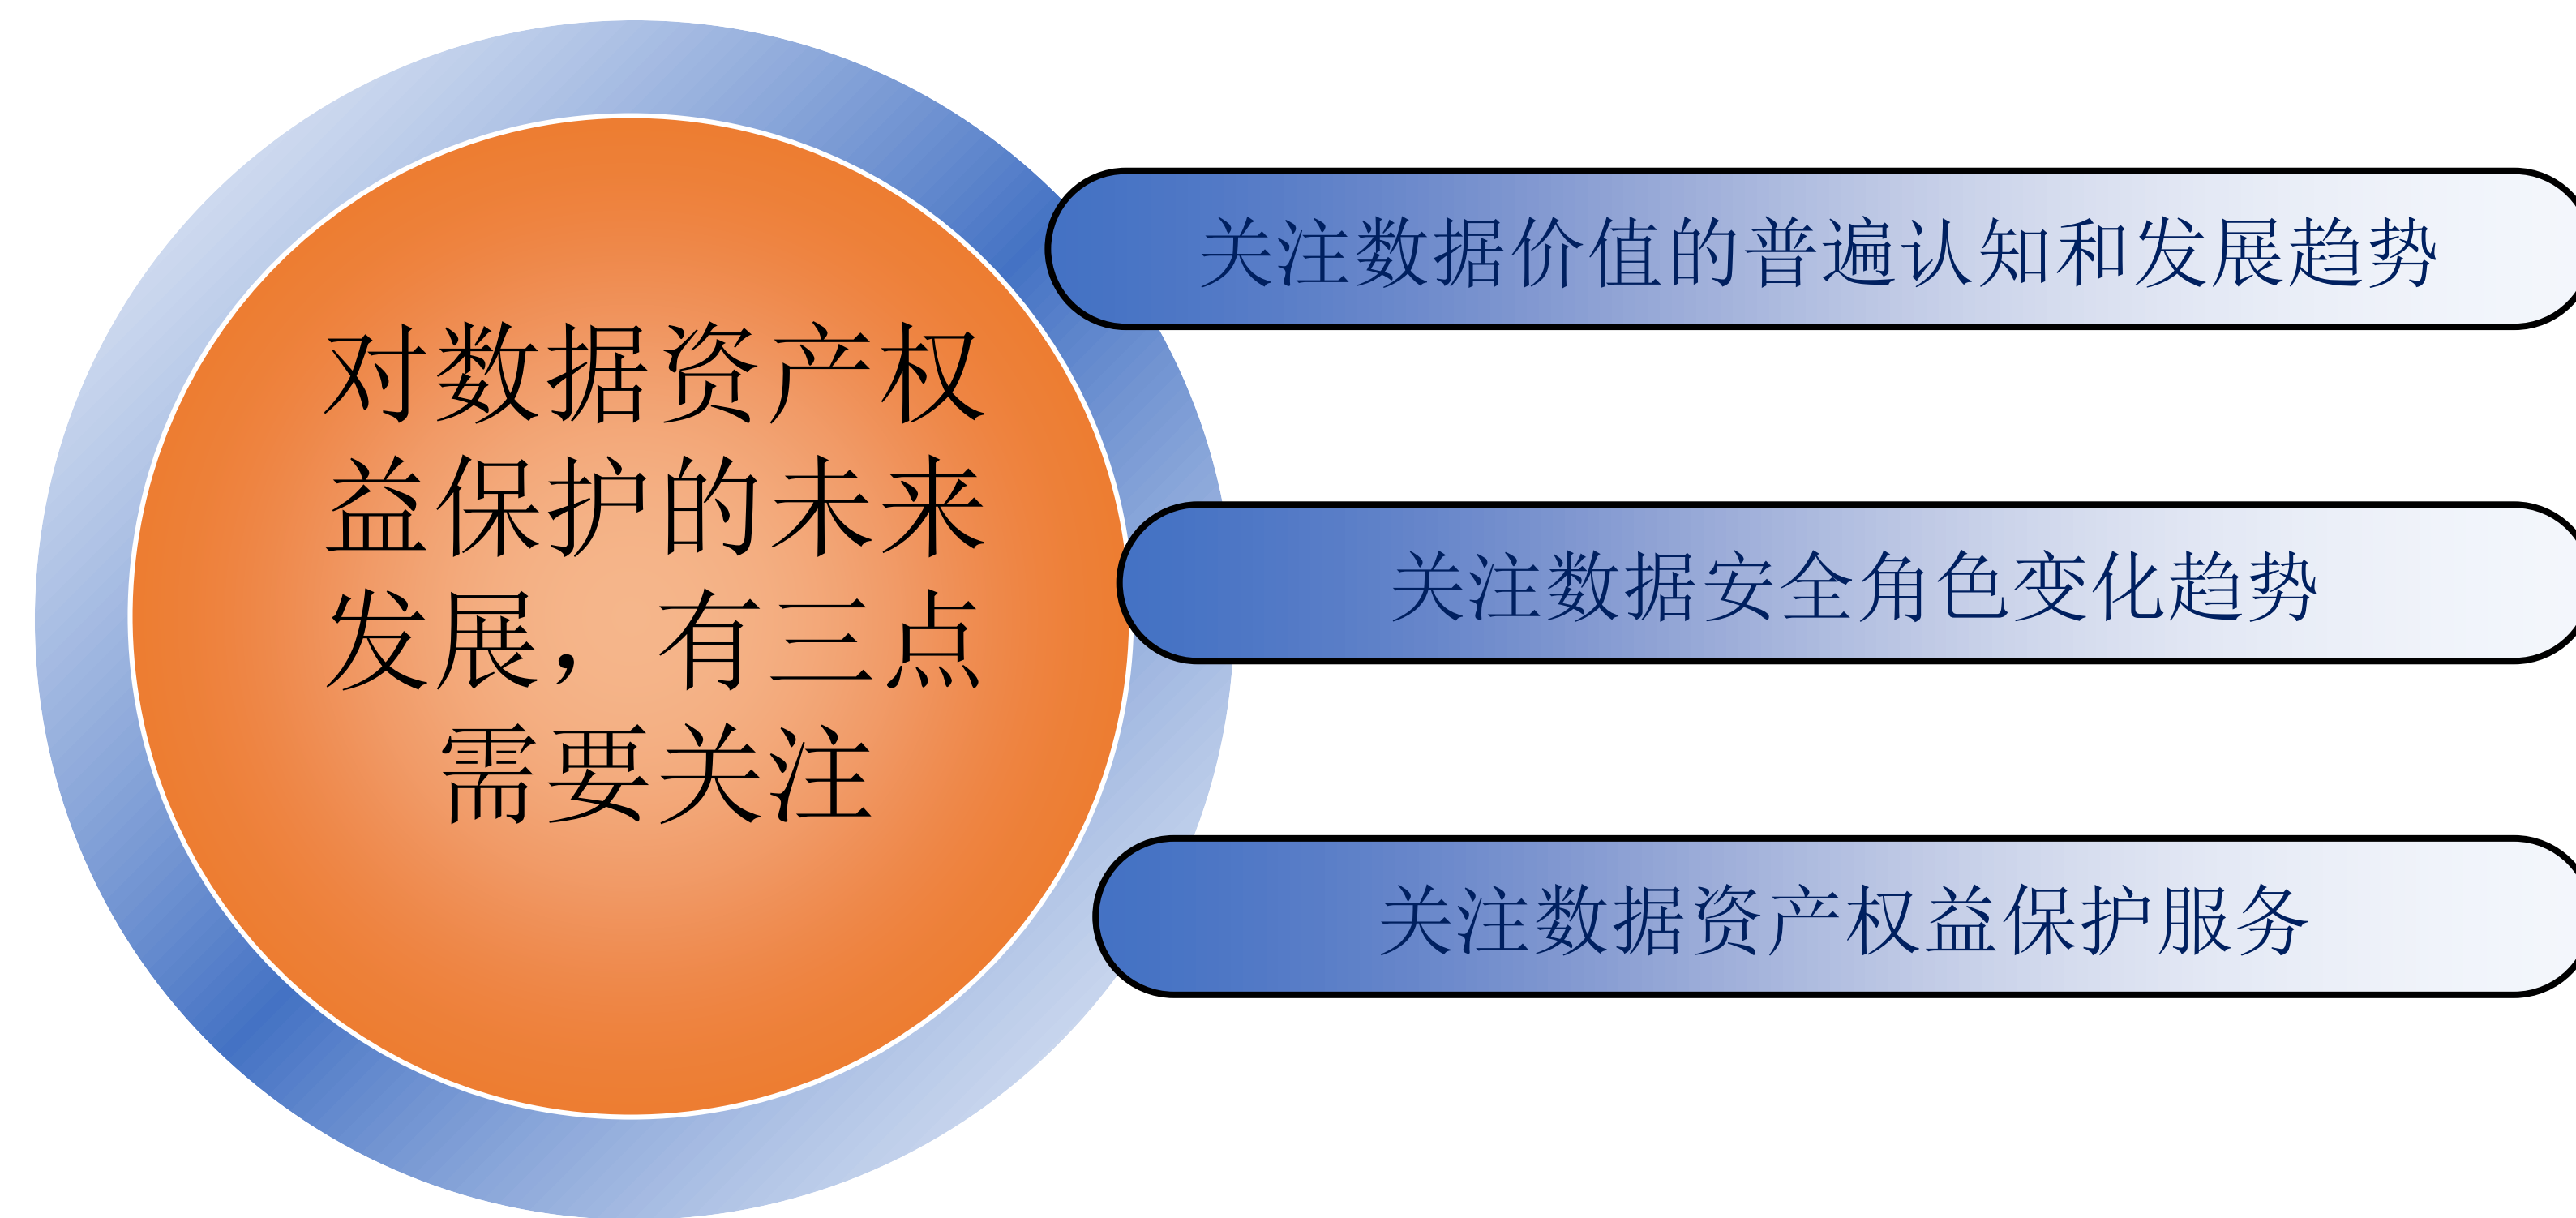 对数据资产权
益保护的未来
发展，有三点
需要关注
关注数据价值的普遍认知和发展趋势
关注数据安全角色变化趋势
关注数据资产权益保护服务